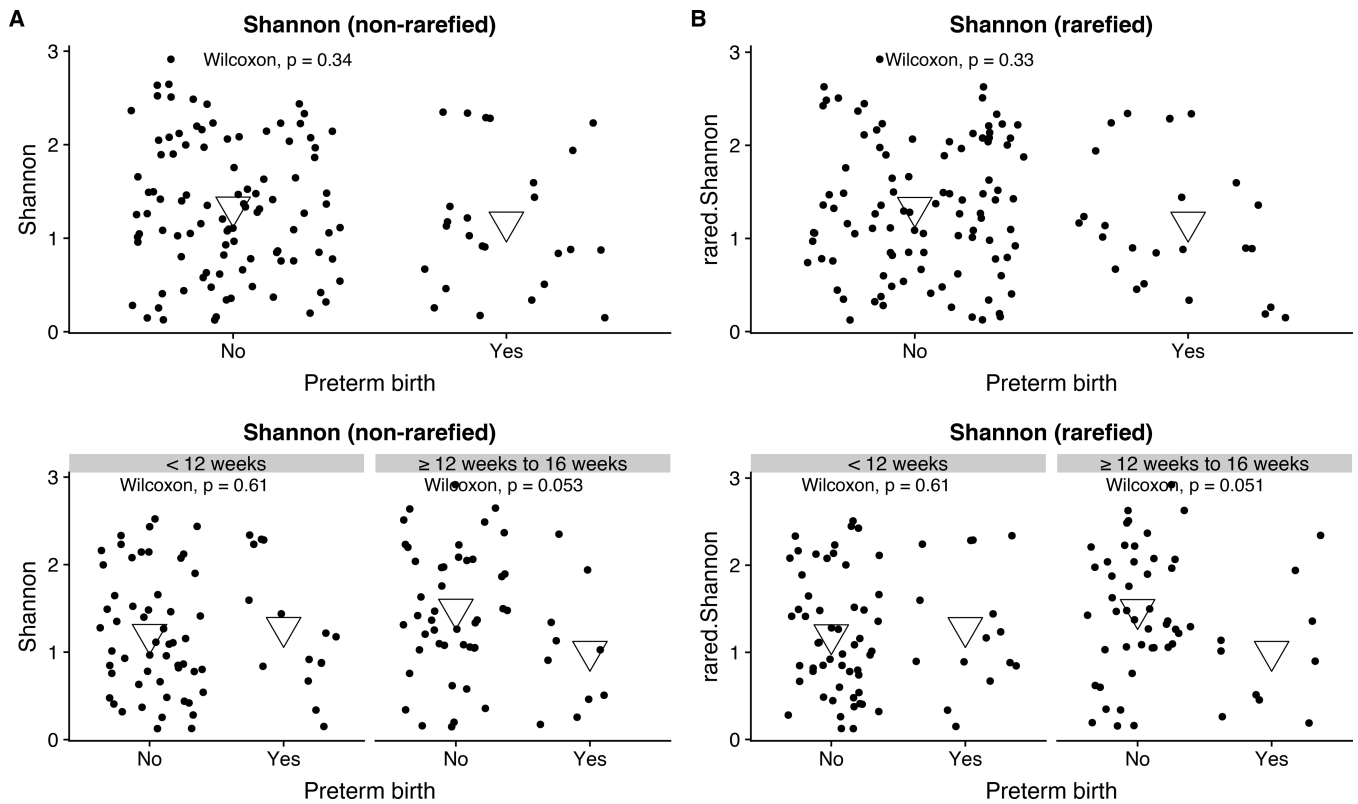 A
Shannon (non-rarefied)
Wilcoxon, p = 0.34
3
2
1
0
Shannon
No
Yes
Preterm birth
B
Shannon (rarefied)
Wilcoxon, p = 0.33
3
2
1
0
rared.Shannon
No
Yes
Preterm birth
Shannon (non-rarefied)
< 12 weeks
≥ 12 weeks to 16 weeks
Wilcoxon, p = 0.61
Wilcoxon, p = 0.053
3
2
1
0
Shannon
No
Yes
No
Yes
Preterm birth
Shannon (rarefied)
< 12 weeks
≥ 12 weeks to 16 weeks
Wilcoxon, p = 0.61
Wilcoxon, p = 0.051
3
2
1
0
rared.Shannon
No
Yes
No
Yes
Preterm birth